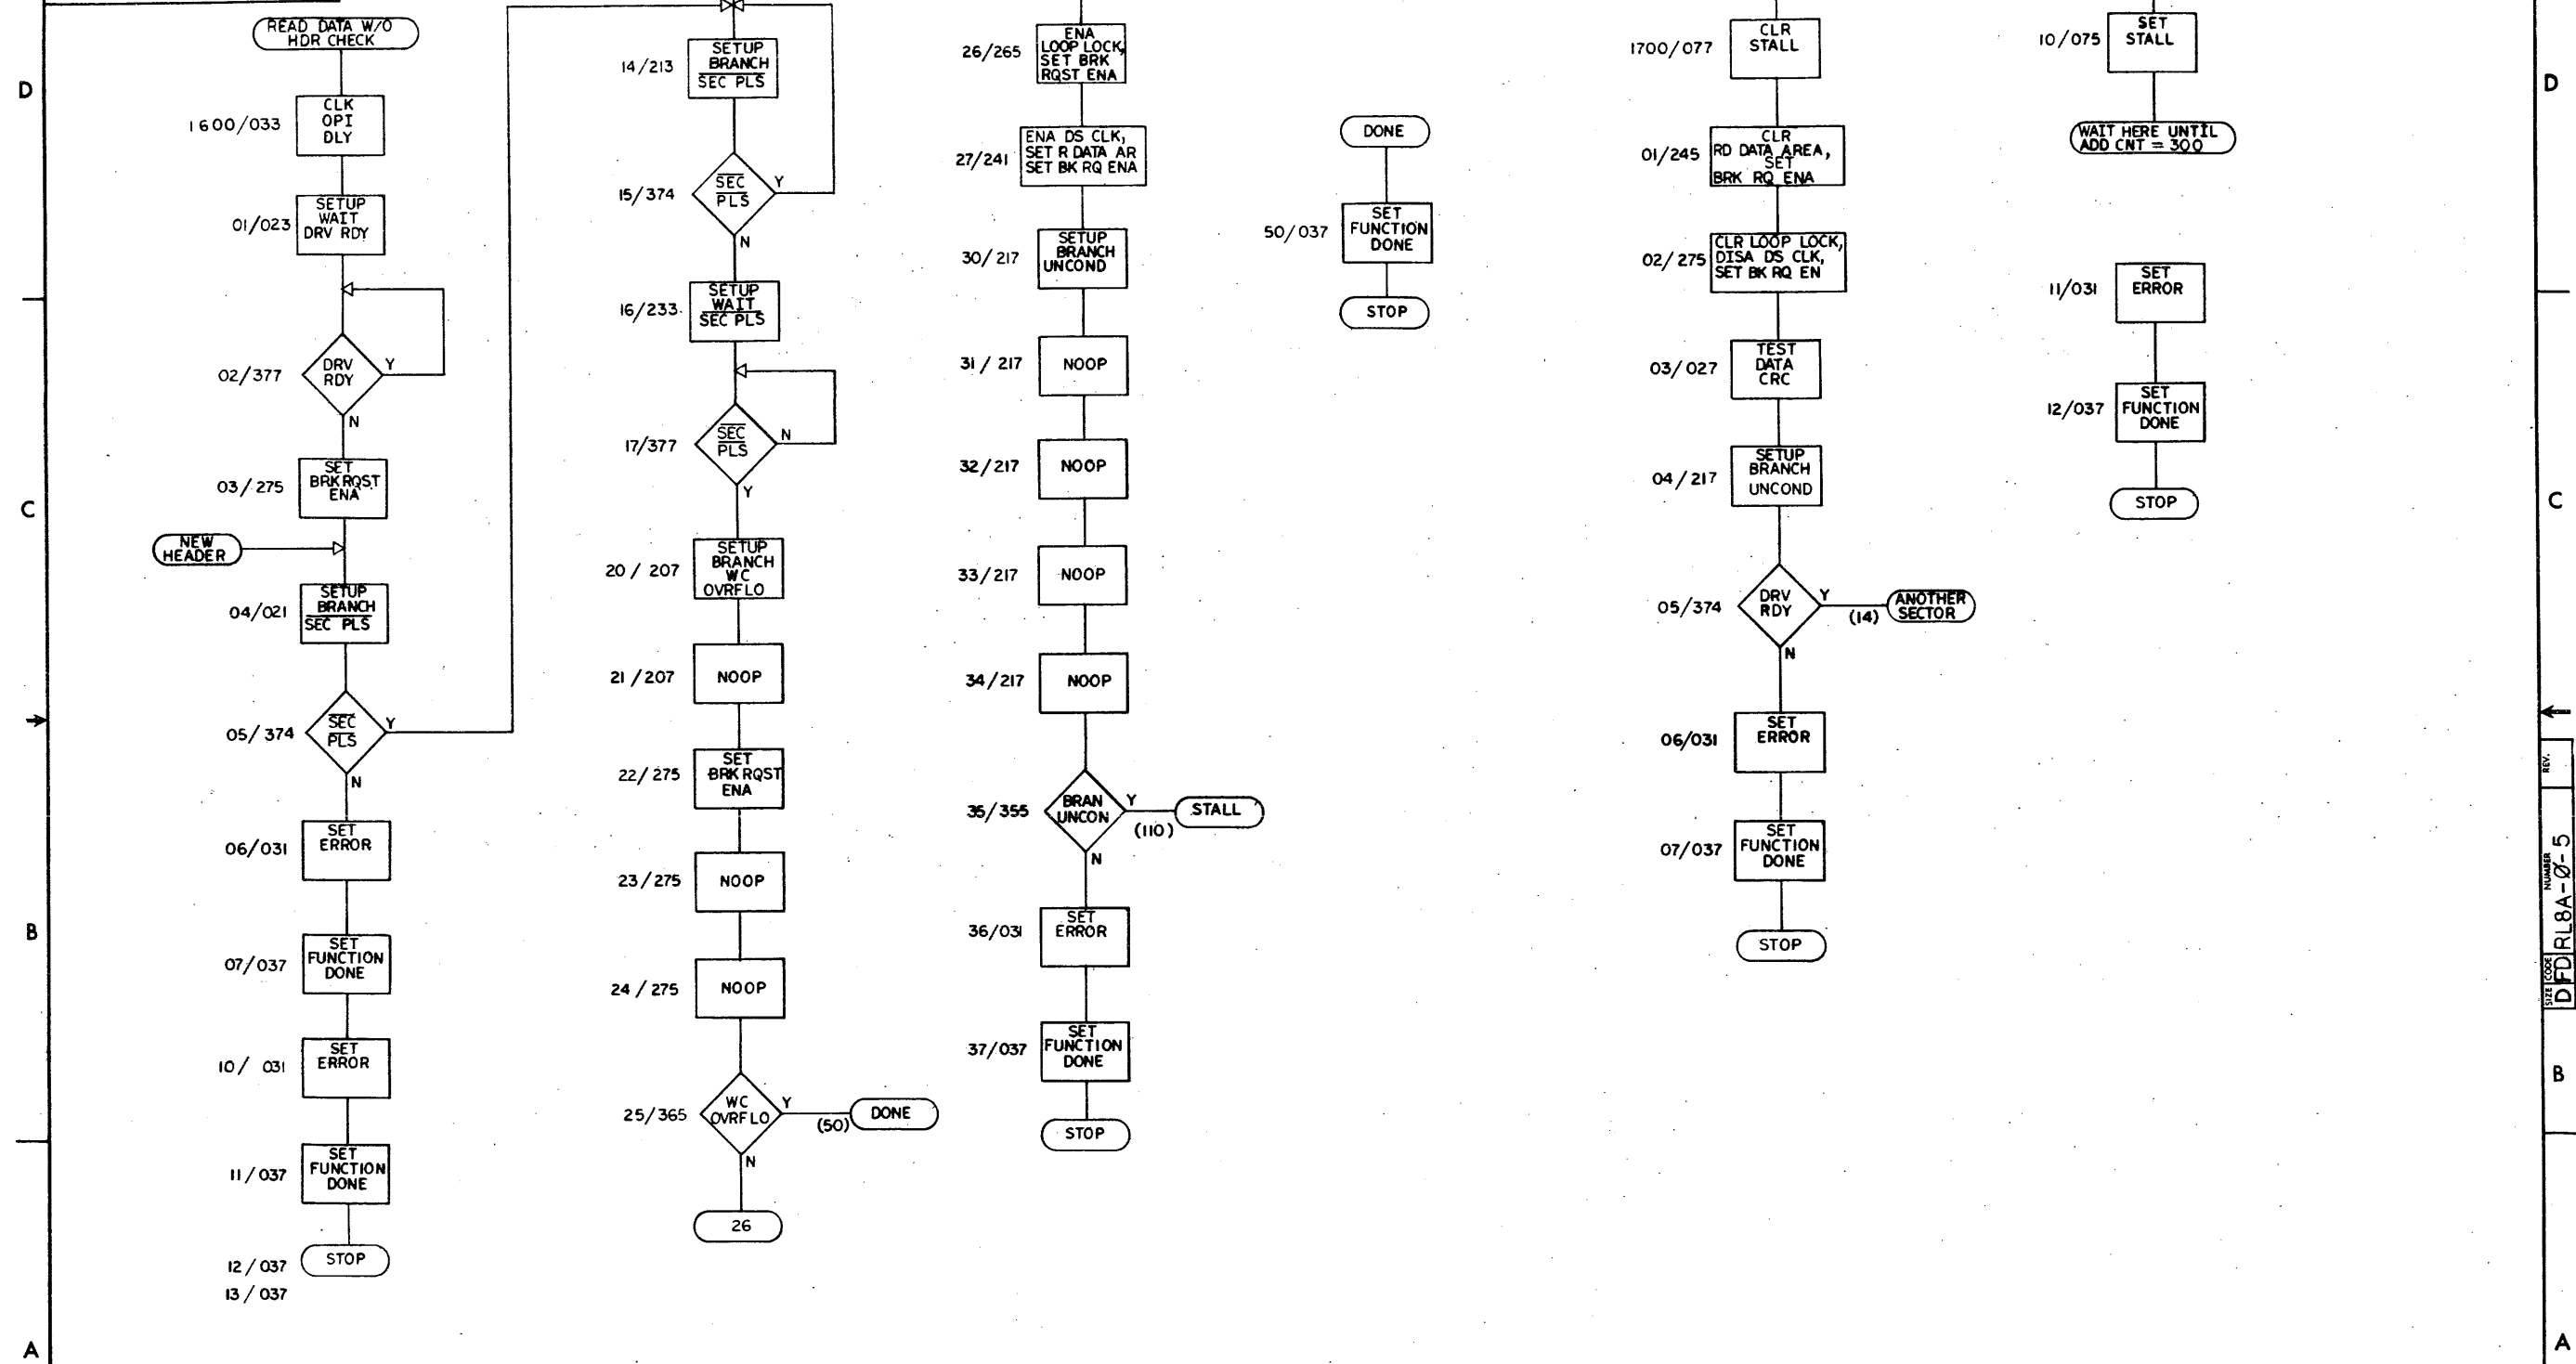 READ DATA W/O
HDR CHECK
1600/033
CLK
OPI
DLY
01/023
SETUP
WAIT
DRV RDY
02/377
DRV
RDY
Y
N
03/275
SET
BRK RQST
ENA
NEW
HEADER
04/021
SETUP
BRANCH
SEC PLS
05/374
SEC
PLS
Y
N
06/031
SET
ERROR
07/037
SET
FUNCTION
DONE
10/ 031
SET
ERROR
11/037
SET
FUNCTION
DONE
STOP
12/037
13/037
14/213
SETUP
BRANCH
SEC PLS
15/374
SEC
PLS
Y
N
16/233
SETUP
WAIT
SEC PLS
17/377
SEC
PLS
N
Y
20/207
SETUP
BRANCH
WC
OVRFLO
21/207
NOOP
22/275
SET
BRK RQST
ENA
23/275
NOOP
24/275
NOOP
25/365
WC
OVRFLO
Y
(50)
DONE
N
26
26/265
ENA
LOOP LOCK,
SET BRK
RQST ENA
27/241
ENA DS CLK,
SET R DATA AR
SET BK RQ ENA
30/217
SETUP
BRANCH
UNCOND
31/217
NOOP
32/217
NOOP
33/217
NOOP
34/217
NOOP
35/355
BRAN
UNCON
Y
(110)
STALL
N
36/031
SET
ERROR
37/037
SET
FUNCTION
DONE
STOP
DONE
50/037
SET
FUNCTION
DONE
STOP
1700/077
CLR
STALL
01/245
CLR
RD DATA AREA,
SET
BRK RQ ENA
02/275
CLR LOOP LOCK,
DISA DS CLK,
SET BK RQ EN
03/027
TEST
DATA
CRC
04/217
SETUP
BRANCH
UNCOND
05/374
DRV
RDY
Y
(14)
ANOTHER
SECTOR
N
06/031
SET
ERROR
07/037
SET
FUNCTION
DONE
STOP
10/075
SET
STALL
WAIT HERE UNTIL
ADD CNT = 300
11/031
SET
ERROR
12/037
SET
FUNCTION
DONE
STOP
D
C
B
A
D
C
B
A
REV.
NUMBER
RL8A-Ø-5
SIZE
CODE
D
FD